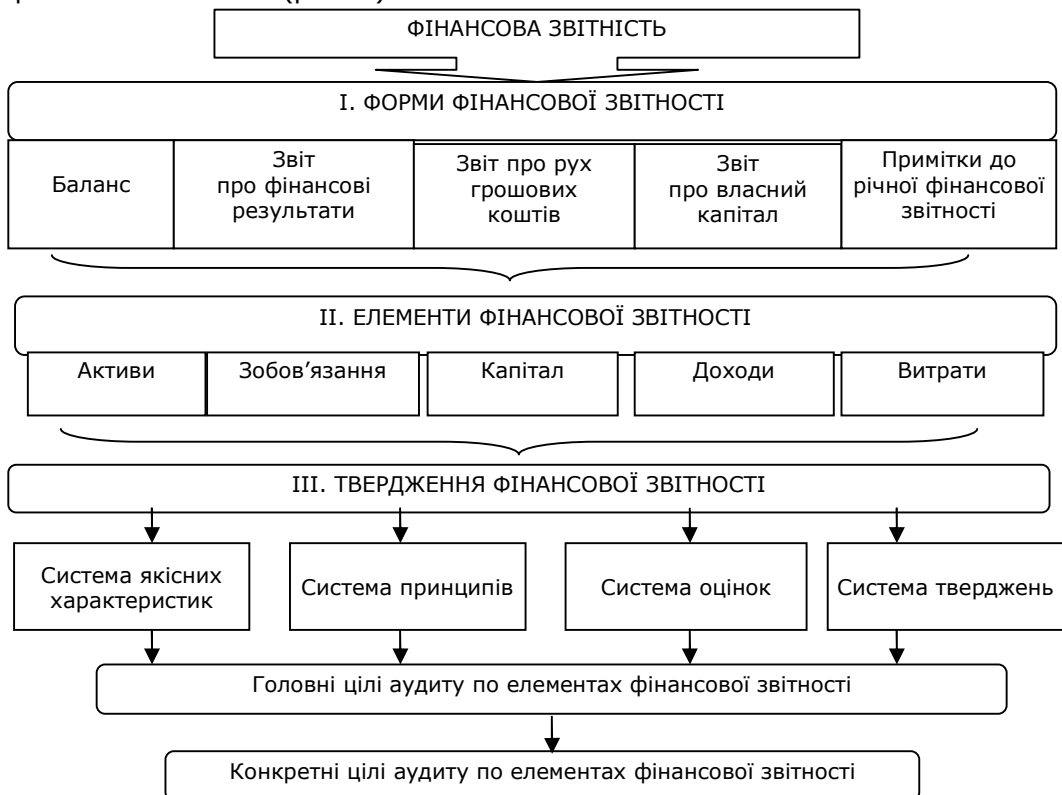 ФІНАНСОВА ЗВІТНІСТЬ
І. ФОРМИ ФІНАНСОВОЇ ЗВІТНОСТІ
Баланс
Звіт
про фінансові
результати
Звіт про рух
грошових
коштів
Звіт
про власний
капітал
Примітки до
річної фінансової
звітності
ІІ. ЕЛЕМЕНТИ ФІНАНСОВОЇ ЗВІТНОСТІ
Активи
Зобов’язання
Капітал
Доходи
Витрати
ІІІ. ТВЕРДЖЕННЯ ФІНАНСОВОЇ ЗВІТНОСТІ
Система якісних
характеристик
Система принципів
Система оцінок
Система тверджень
Головні цілі аудиту по елементах фінансової звітності
Конкретні цілі аудиту по елементах фінансової звітності